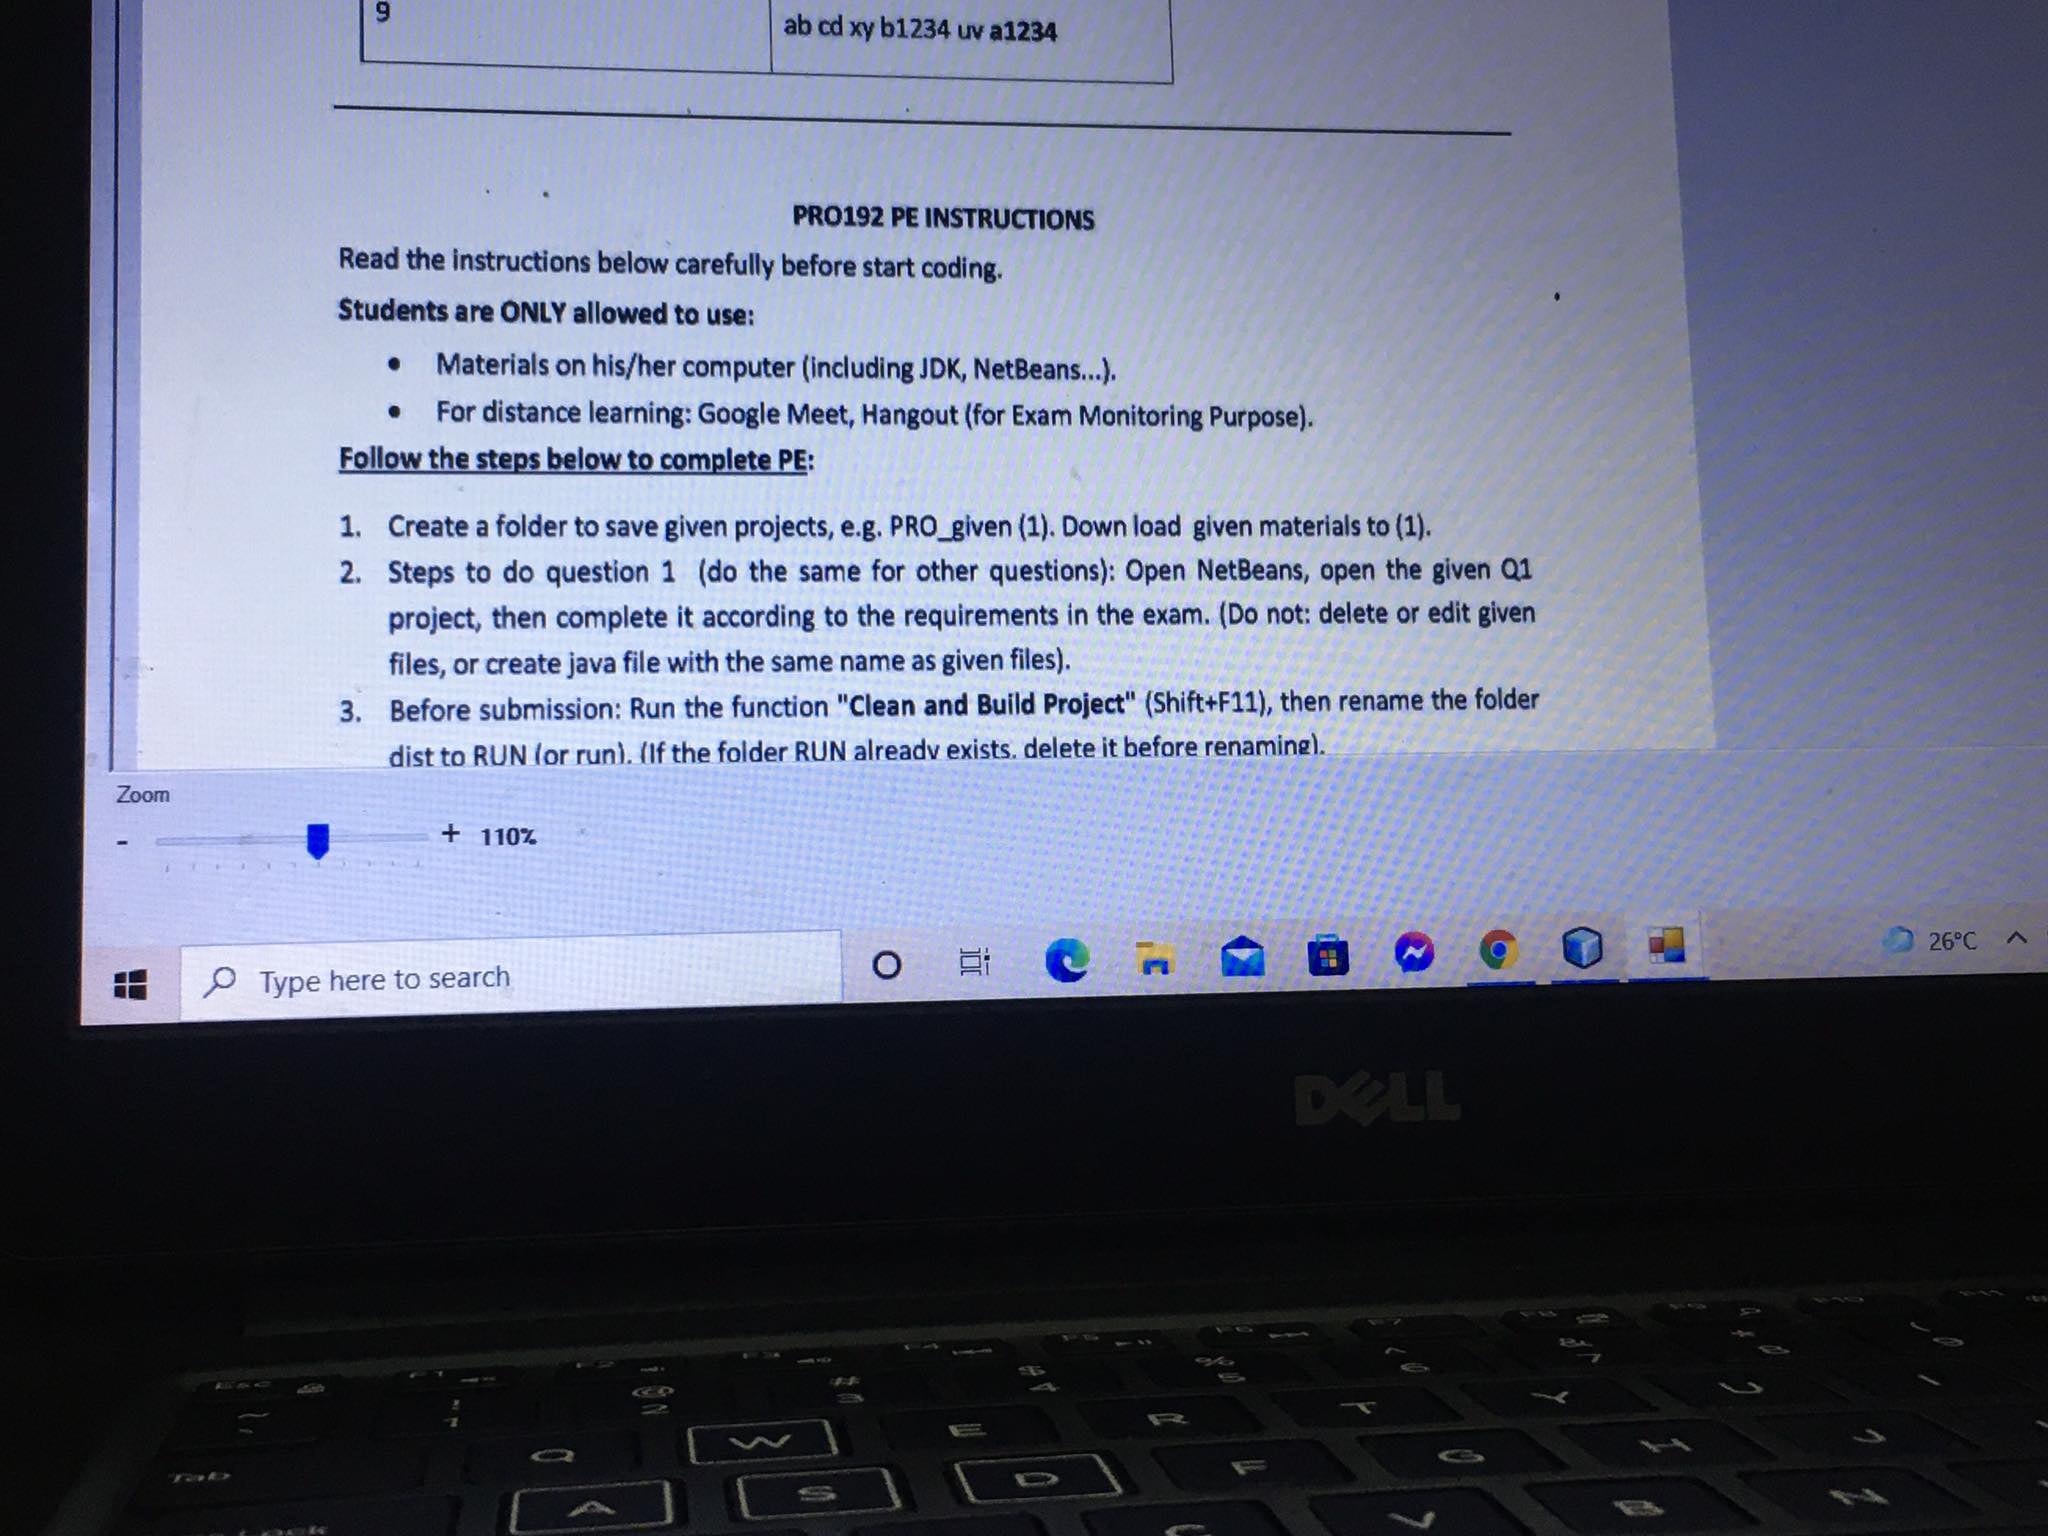 9
ab cd xy b1234 uv a1234
PRO192 PE INSTRUCTIONS
Read the instructions below carefully before start coding.
Students are ONLY allowed to use:
• Materials on his/her computer (including JDK, NetBeans...).
• For distance learning: Google Meet, Hangout (for Exam Monitoring Purpose).
Follow the steps below to complete PE:
1. Create a folder to save given projects, e.g. PRO_given (1). Down load given materials to (1).
2. Steps to do question 1 (do the same for other questions): Open NetBeans, open the given Q1
project, then complete it according to the requirements in the exam. (Do not: delete or edit given
files, or create java file with the same name as given files).
3. Before submission: Run the function "Clean and Build Project" (Shift+F11), then rename the folder
dist to RUN (or run). (If the folder RUN already exists, delete it before renaming).
Zoom
- + 110%
Type here to search
26°C
DELL
Esc F1 F2 F3 F4 F5 F6 F7 F8 F9 F10 F11
~ ! 1 @ 2 # 3 $ 4 % 5 ^ 6 & 7 * 8 ( 9
Tab Q W E R T Y U I
A S D F G H J
C V B N